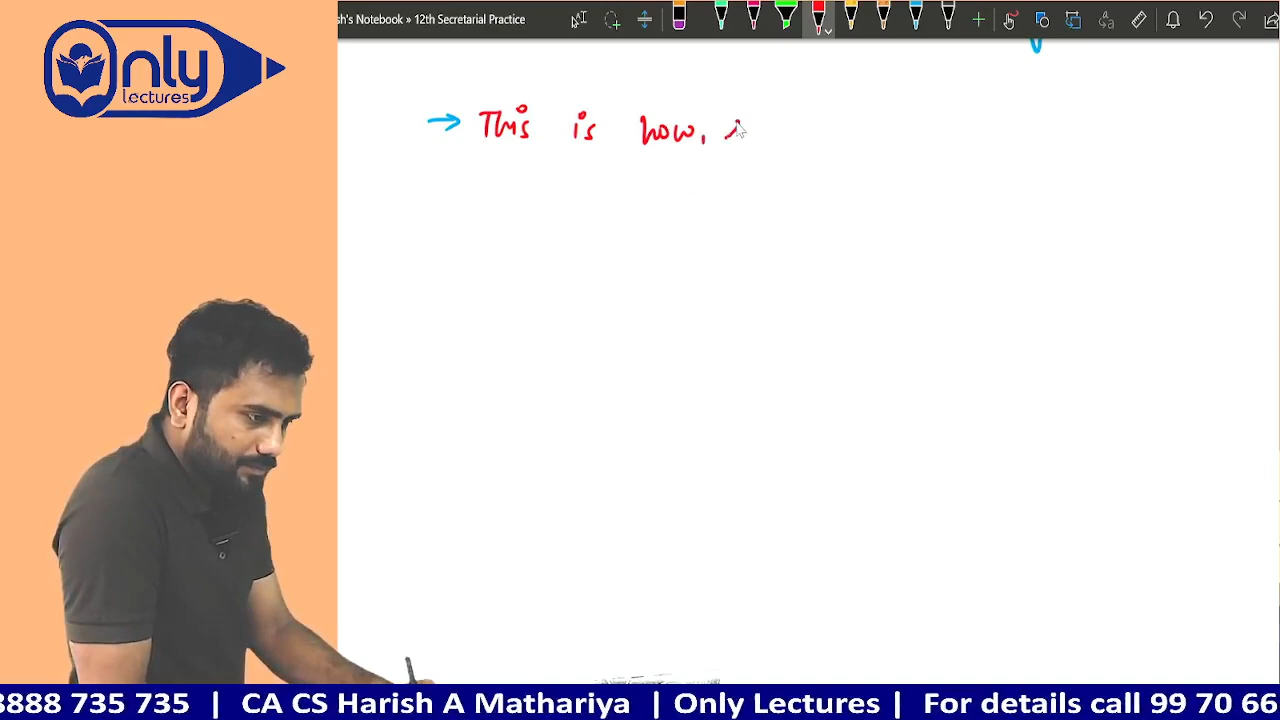 Only
lectures
sh's Notebook » 12th Secretarial Practice
→ This is how,
8888 735 735 | CA CS Harish A Mathariya | Only Lectures | For details call 99 70 66